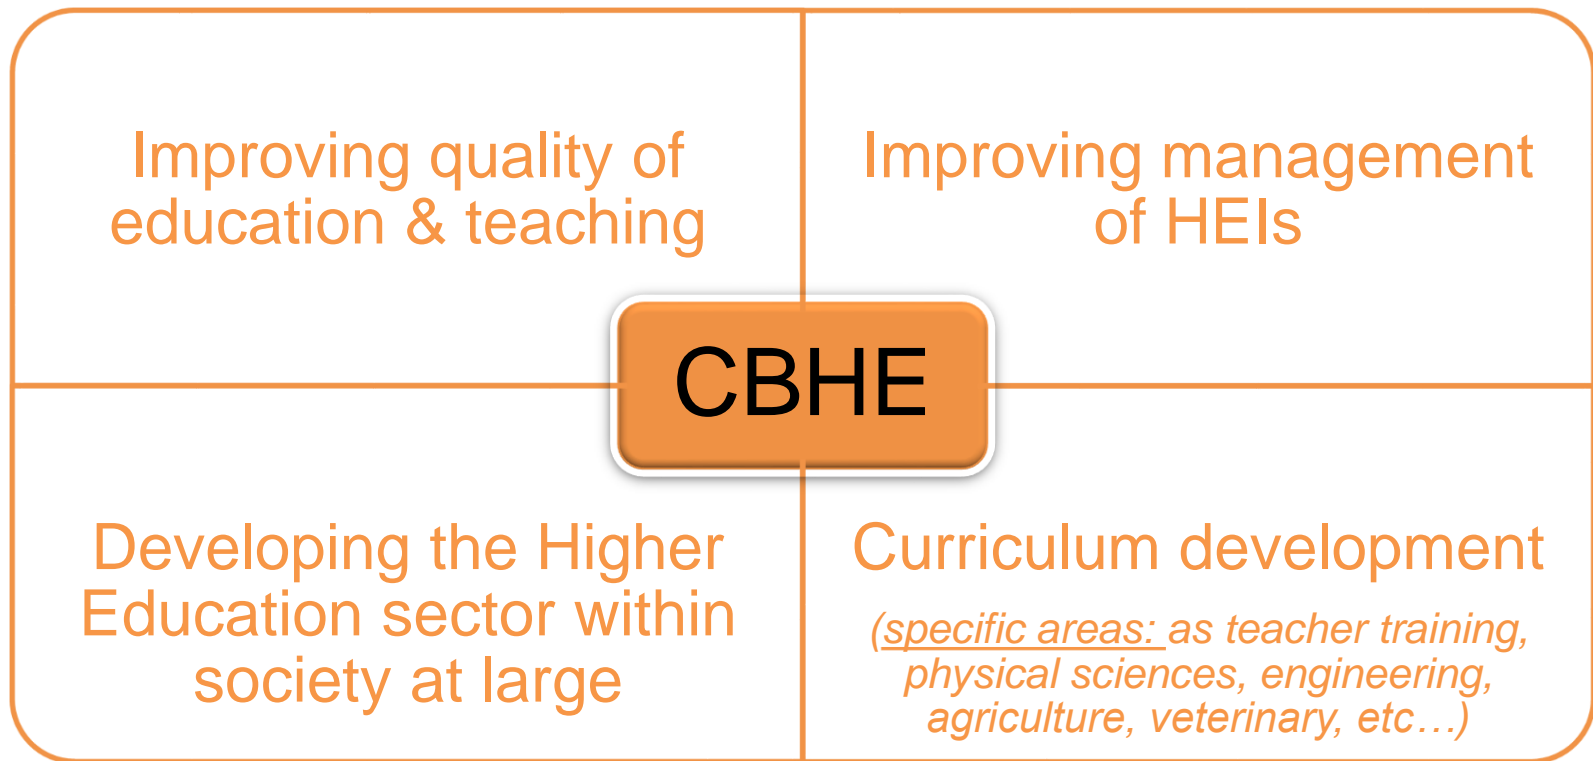 Improving quality of
education & teaching
Improving management
of HEIs
CBHE
Developing the Higher
Education sector within
society at large
Curriculum development
(specific areas: as teacher training,
physical sciences, engineering,
agriculture, veterinary, etc…)